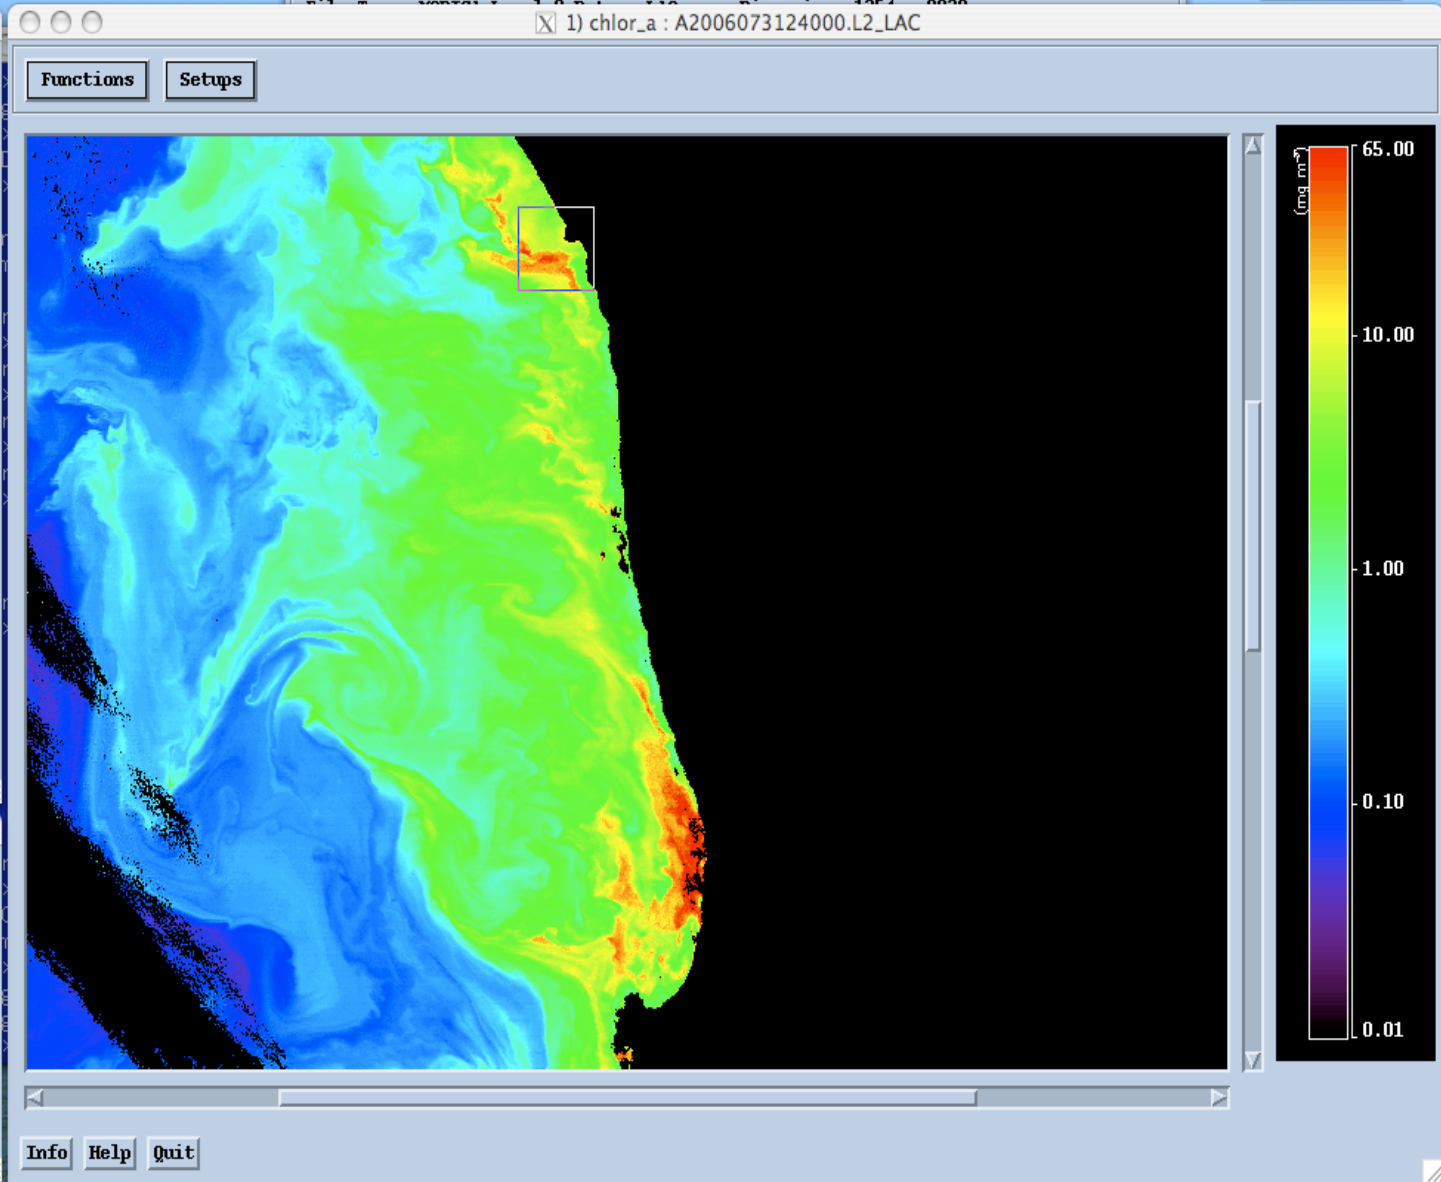 1) chlor_a : A2006073124000.L2_LAC
Functions
Setups
(mg m⁻³)
65.00
10.00
1.00
0.10
0.01
Info
Help
Quit